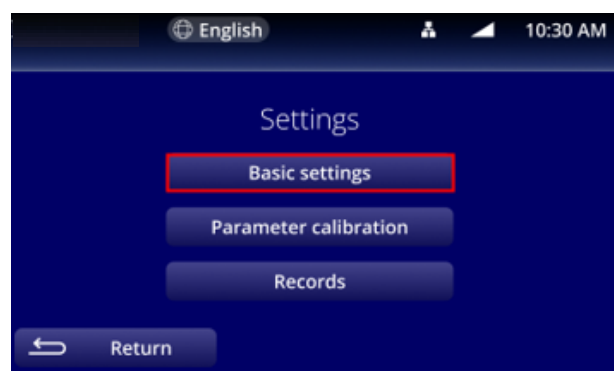 English 10:30 AM
Settings
Basic settings
Parameter calibration
Records
Return